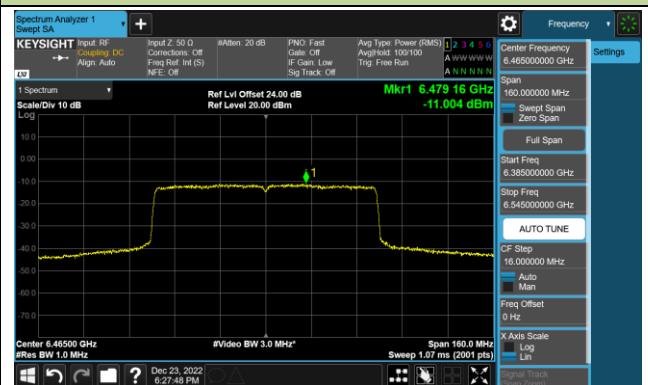 Spectrum Analyzer 1
Swept SA
+
Frequency
KEYSIGHT
Input: RF
Coupling: DC
Align: Auto
Input Z: 50 Ω
Corrections: Off
Freq Ref: Int (S)
NFE: Off
#Atten: 20 dB
PNO: Fast
Gate: Off
IF Gain: Low
Sig Track: Off
Avg Type: Power (RMS)
Avg|Hold: 100/100
Trig: Free Run
1 2 3 4 5 6
A W W W W W
A N N N N N
LXI
1 Spectrum
Scale/Div 10 dB
Log
Ref Lvl Offset 24.00 dB
Ref Level 20.00 dBm
Mkr1 6.479 16 GHz
-11.004 dBm
10.0
0.00
-10.0
-20.0
-30.0
-40.0
-50.0
-60.0
-70.0
1
Center 6.46500 GHz
#Res BW 1.0 MHz
#Video BW 3.0 MHz*
Span 160.0 MHz
Sweep 1.07 ms (2001 pts)
Dec 23, 2022
6:27:48 PM
Center Frequency
6.465000000 GHz
Settings
Span
160.000000 MHz
Swept Span
Zero Span
Full Span
Start Freq
6.385000000 GHz
Stop Freq
6.545000000 GHz
AUTO TUNE
CF Step
16.000000 MHz
Auto
Man
Freq Offset
0 Hz
X Axis Scale
Log
Lin
Signal Track